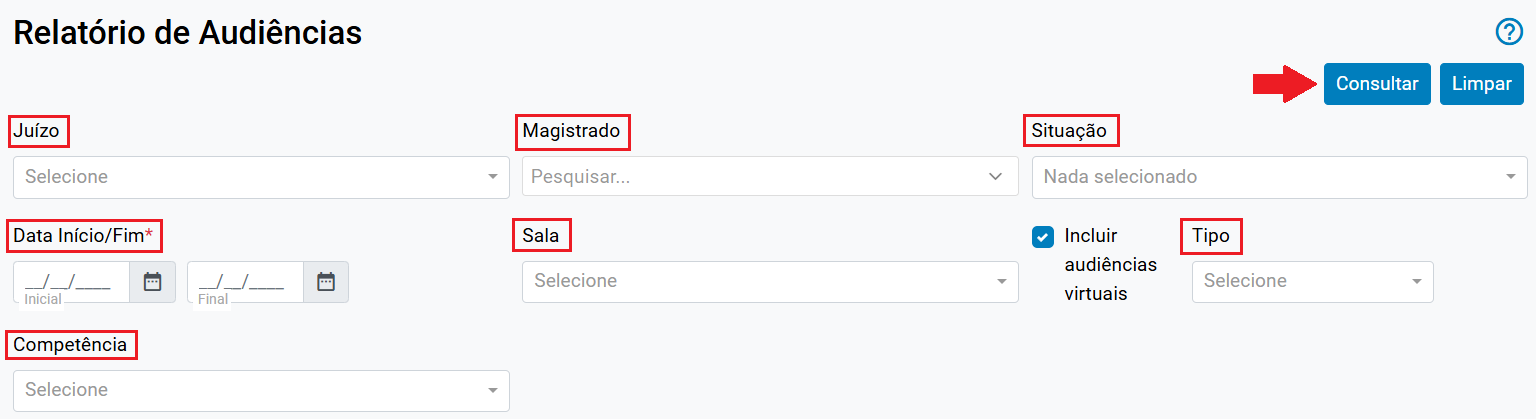 Relatório de Audiências
Consultar Limpar
Juízo Magistrado Situação
Selecione Pesquisar... Nada selecionado
Data Início/Fim* Sala Incluir audiências virtuais Tipo
__/__/____ __/__/____ Selecione Selecione
Inicial Final
Competência
Selecione